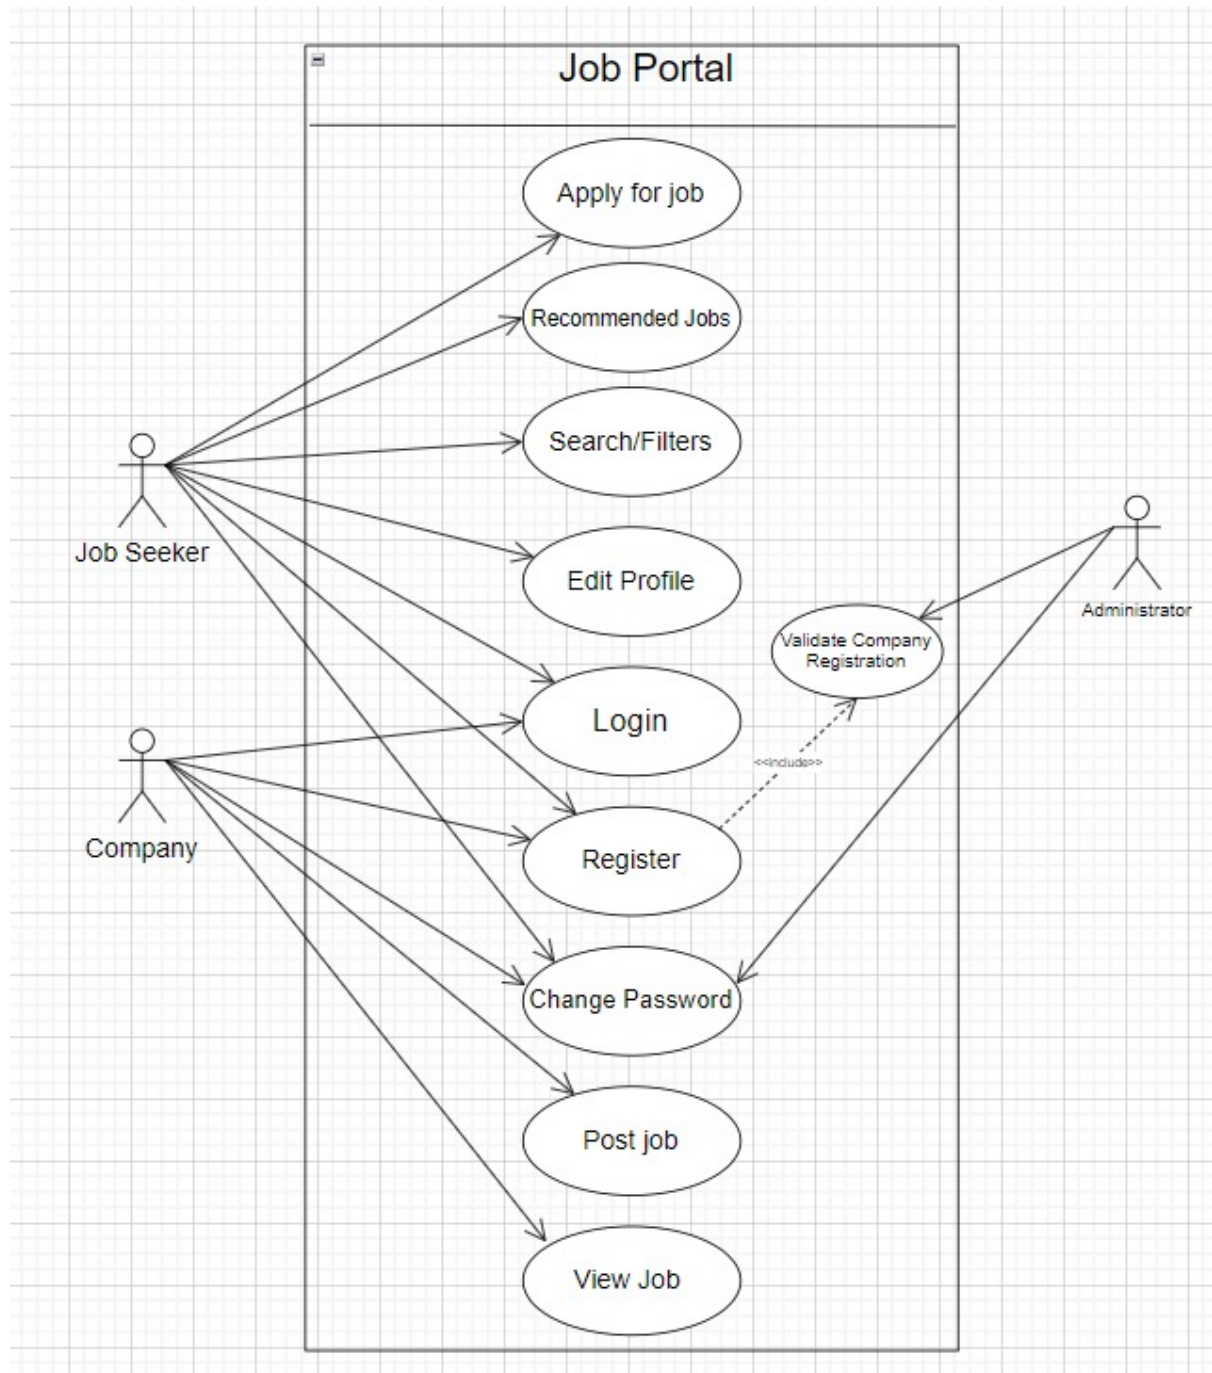 Job Portal
Apply for job
Recommended Jobs
Search/Filters
Job Seeker
Edit Profile
Administrator
Validate Company
Registration
Login
<<include>>
Company
Register
Change Password
Post job
View Job